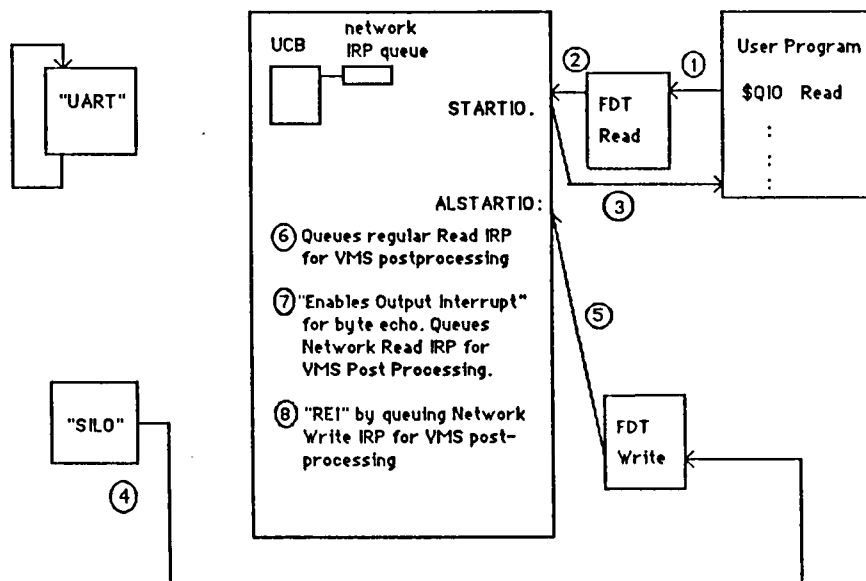 network
IRP queue
UCB
User Program
②
①
"UART"
FDT
Read
$QIO Read
STARTIO.
③
ALSTARTIO:
⑥ Queues regular Read IRP
for VMS postprocessing
⑦ "Enables Output Interrupt"
for byte echo. Queues
Network Read IRP for
VMS Post Processing.
⑤
"SILO"
⑧ "REI" by queuing Network
Write IRP for VMS post-
processing
FDT
Write
④